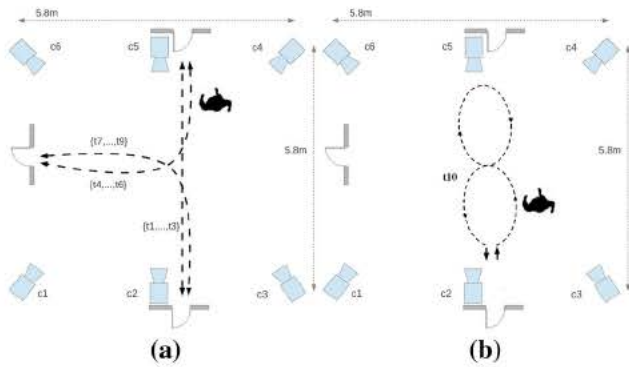 5.8m
c6
c5
c4
{t7,...,t9}
{t4,...,t6}
{t1,...,t3}
5.8m
c1
c2
c3
(a)
5.8m
c6
c5
c4
t10
5.8m
c1
c2
c3
(b)